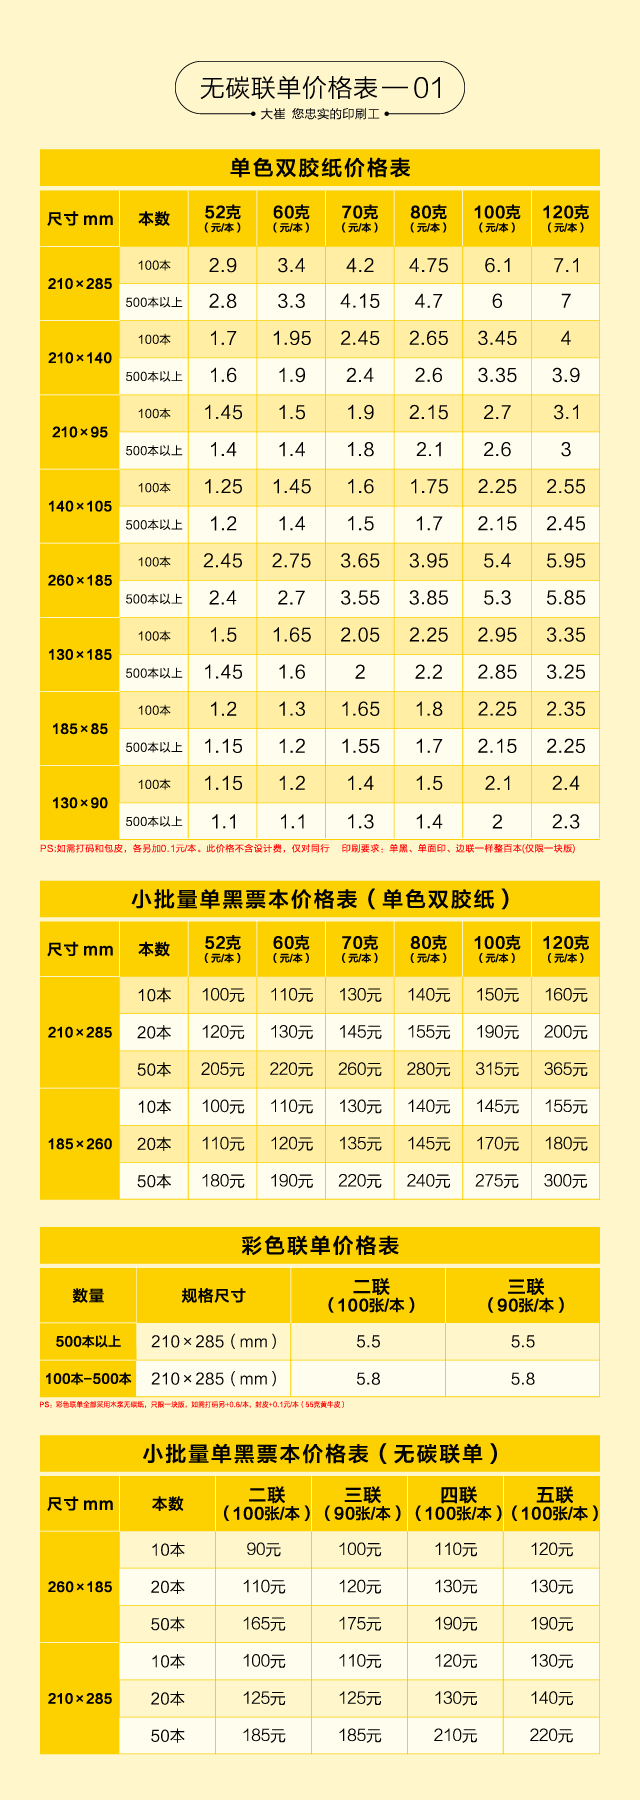 无碳联单价格表—01
大崔 您忠实的印刷工
单色双胶纸价格表
尺寸 mm 本数 52克(元/本) 60克(元/本) 70克(元/本) 80克(元/本) 100克(元/本) 120克(元/本)
210×285 100本 2.9 3.4 4.2 4.75 6.1 7.1
500本以上 2.8 3.3 4.15 4.7 6 7
210×140 100本 1.7 1.95 2.45 2.65 3.45 4
500本以上 1.6 1.9 2.4 2.6 3.35 3.9
210×95 100本 1.45 1.5 1.9 2.15 2.7 3.1
500本以上 1.4 1.4 1.8 2.1 2.6 3
140×105 100本 1.25 1.45 1.6 1.75 2.25 2.55
500本以上 1.2 1.4 1.5 1.7 2.15 2.45
260×185 100本 2.45 2.75 3.65 3.95 5.4 5.95
500本以上 2.4 2.7 3.55 3.85 5.3 5.85
130×185 100本 1.5 1.65 2.05 2.25 2.95 3.35
500本以上 1.45 1.6 2 2.2 2.85 3.25
185×85 100本 1.2 1.3 1.65 1.8 2.25 2.35
500本以上 1.15 1.2 1.55 1.7 2.15 2.25
130×90 100本 1.15 1.2 1.4 1.5 2.1 2.4
500本以上 1.1 1.1 1.3 1.4 2 2.3
PS:如需打码和包皮，各另加0.1元/本。此价格不含设计费，仅对同行 印刷要求：单黑、单面印、边联一样整百本(仅限一块版)
小批量单黑票本价格表（单色双胶纸）
尺寸 mm 本数 52克(元/本) 60克(元/本) 70克(元/本) 80克(元/本) 100克(元/本) 120克(元/本)
210×285 10本 100元 110元 130元 140元 150元 160元
20本 120元 130元 145元 155元 190元 200元
50本 205元 220元 260元 280元 315元 365元
185×260 10本 100元 110元 130元 140元 145元 155元
20本 110元 120元 135元 145元 170元 180元
50本 180元 190元 220元 240元 275元 300元
彩色联单价格表
数量 规格尺寸 二联（100张/本） 三联（90张/本）
500本以上 210×285（mm） 5.5 5.5
100本-500本 210×285（mm） 5.8 5.8
PS：彩色联单全部采用木浆无碳纸，只限一块版，如需打码另+0.6/本，封皮+0.1元/本（55克黄牛皮）
小批量单黑票本价格表（无碳联单）
尺寸 mm 本数 二联（100张/本） 三联（90张/本） 四联（100张/本） 五联（100张/本）
260×185 10本 90元 100元 110元 120元
20本 110元 120元 130元 130元
50本 165元 175元 190元 190元
210×285 10本 100元 110元 120元 130元
20本 125元 125元 130元 140元
50本 185元 185元 210元 220元